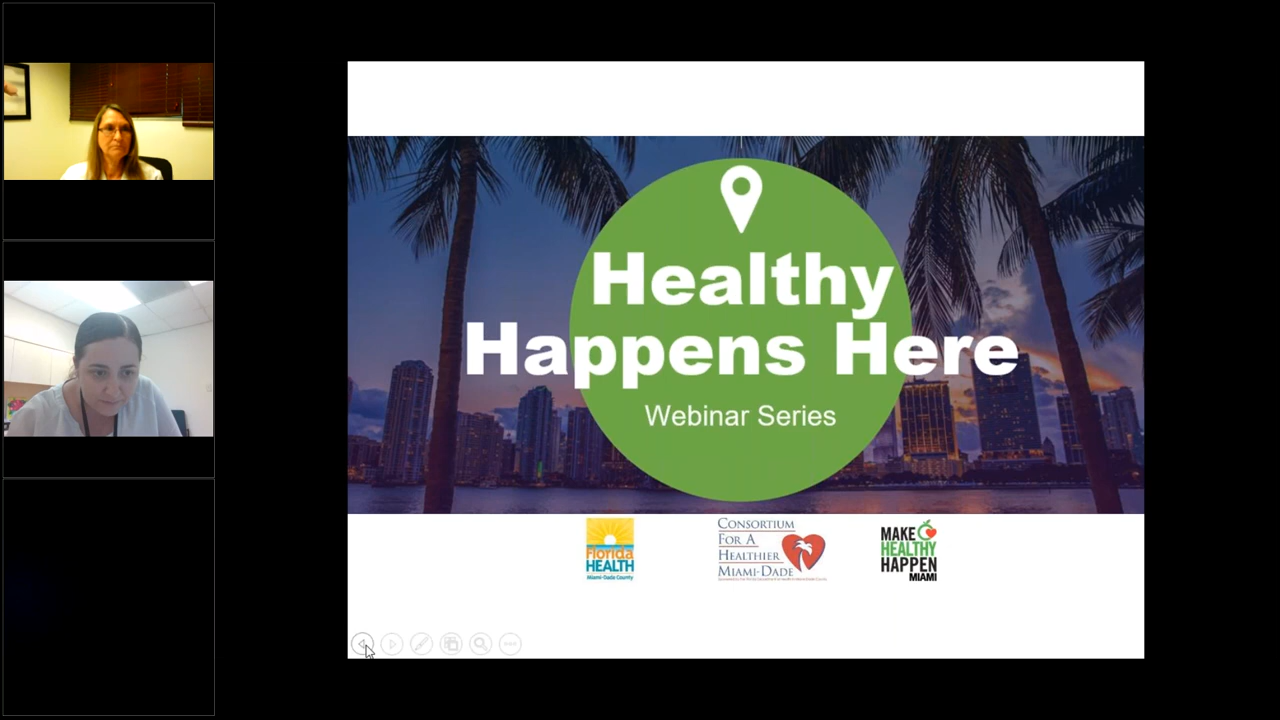 Healthy
Happens Here
Webinar Series
Florida
HEALTH
Miami-Dade County
CONSORTIUM
FOR A
HEALTHIER
MIAMI-DADE
MAKE
HEALTHY
HAPPEN
MIAMI